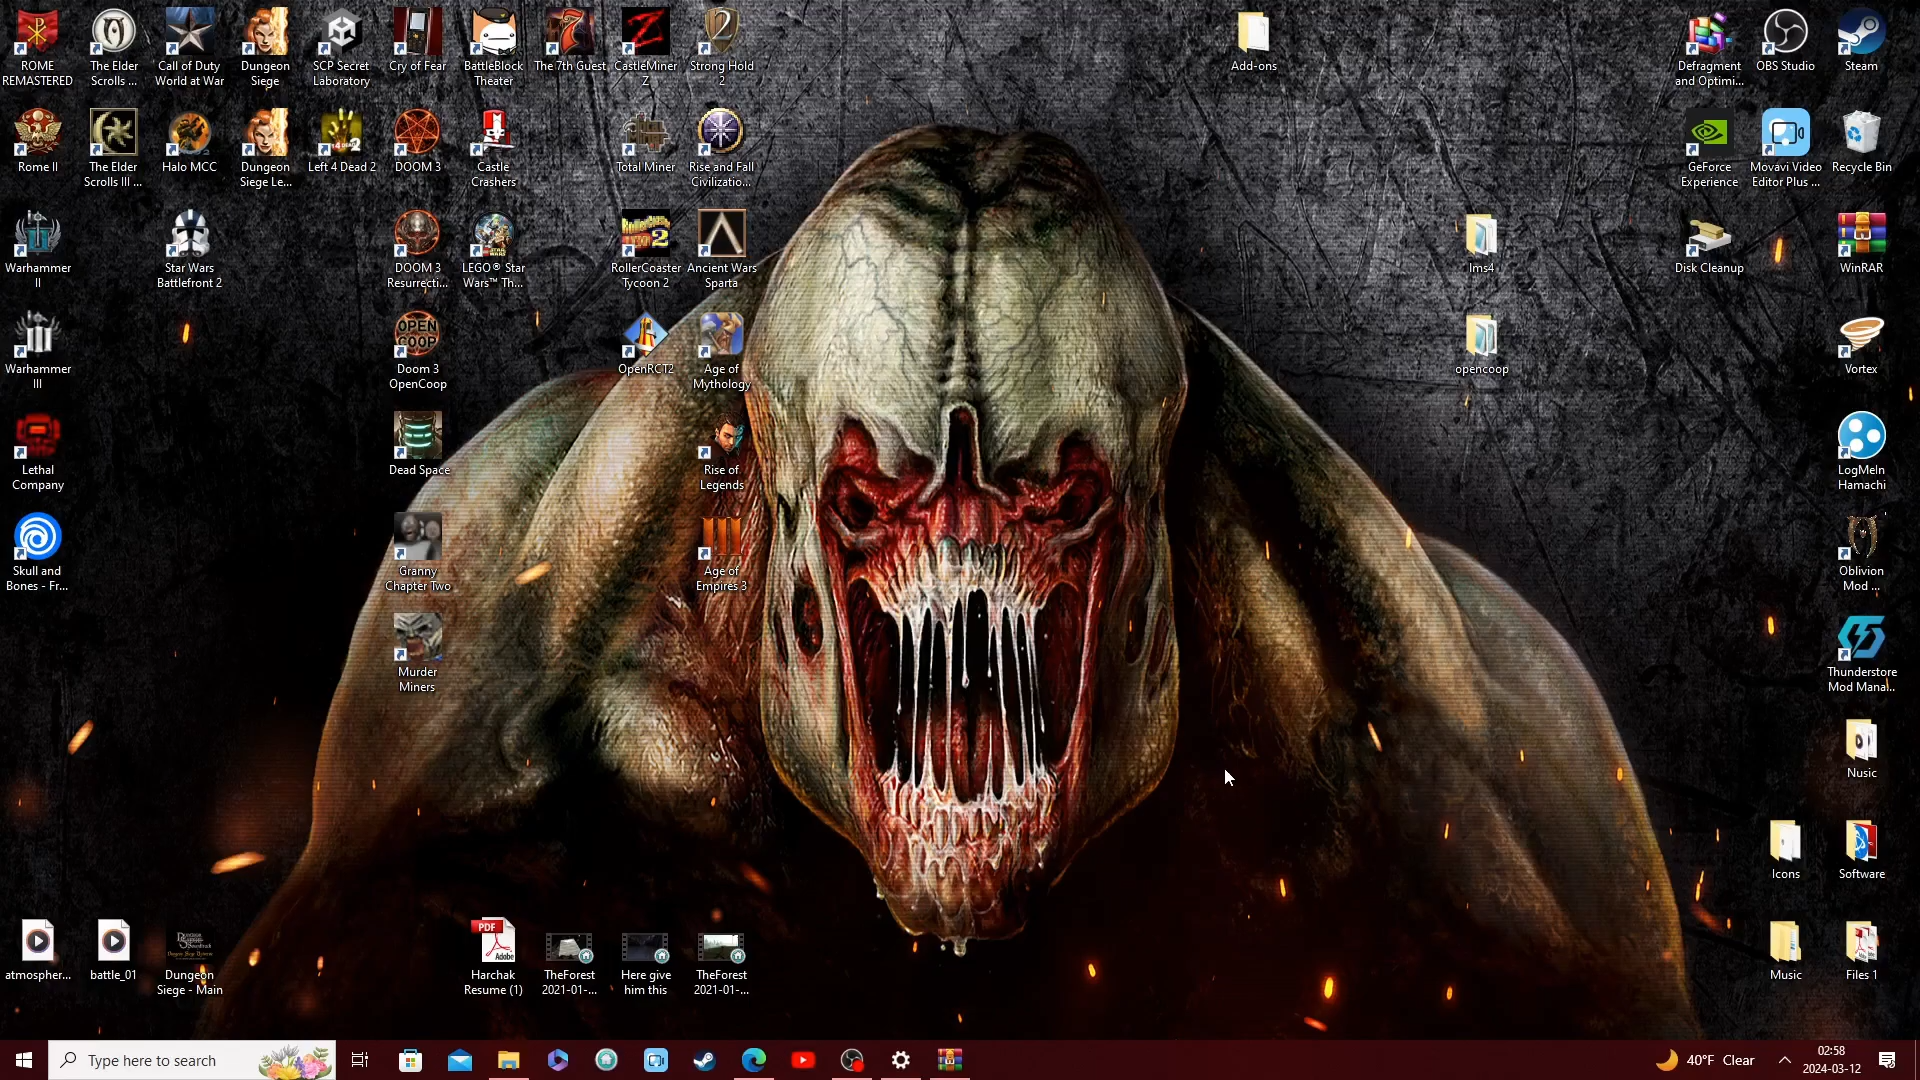 ROME
REMASTERED
The Elder
Scrolls ...
Call of Duty
World at War
Dungeon
Siege
SCP Secret
Laboratory
Cry of Fear
BattleBlock
Theater
The 7th Guest
CastleMiner
Z
Strong Hold
2
Add-ons
Defragment
and Optimi...
OBS Studio
Steam
Rome II
The Elder
Scrolls III ...
Halo MCC
Dungeon
Siege Le...
Left 4 Dead 2
DOOM 3
Castle
Crashers
Total Miner
Rise and Fall
Civilizatio...
GeForce
Experience
Movavi Video
Editor Plus ...
Recycle Bin
Warhammer
II
Star Wars
Battlefront 2
DOOM 3
Resurrecti...
LEGO® Star
Wars™ Th...
RollerCoaster
Tycoon 2
Ancient Wars
Sparta
lms4
Disk Cleanup
WinRAR
Warhammer
III
OPEN
COOP
Doom 3
OpenCoop
OpenRCT2
Age of
Mythology
opencoop
Vortex
Lethal
Company
Dead Space
Rise of
Legends
LogMeIn
Hamachi
Skull and
Bones - Fr...
Granny
Chapter Two
Age of
Empires 3
Oblivion
Mod ...
Murder
Miners
Thunderstore
Mod Mana...
Nusic
Icons
Software
atmospher...
battle_01
Dungeon
Siege - Main
PDF
Adobe
Harchak
Resume (1)
TheForest
2021-01-...
Here give
him this
TheForest
2021-01-...
Music
Files 1
Type here to search
40°F Clear
02:58
2024-03-12